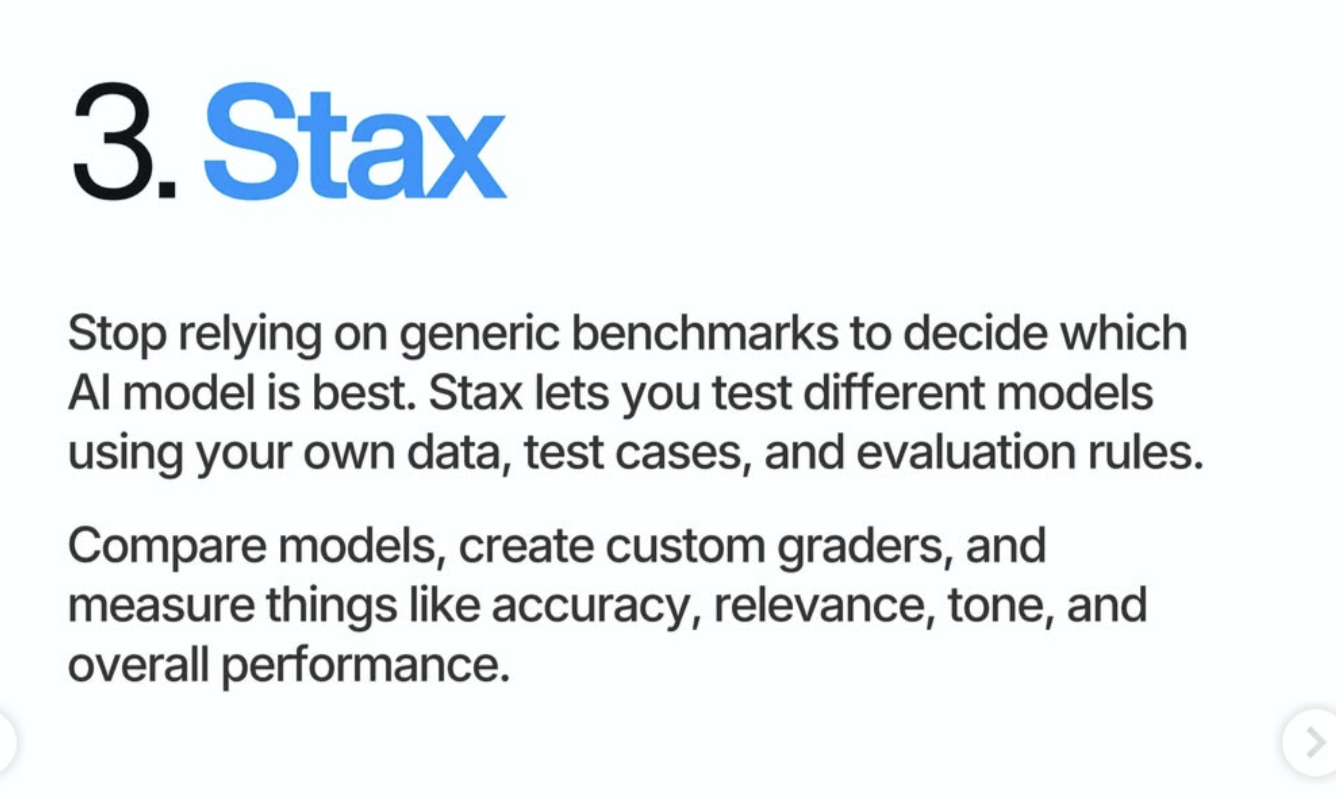 3. Stax
Stop relying on generic benchmarks to decide which
AI model is best. Stax lets you test different models
using your own data, test cases, and evaluation rules.
Compare models, create custom graders, and
measure things like accuracy, relevance, tone, and
overall performance.